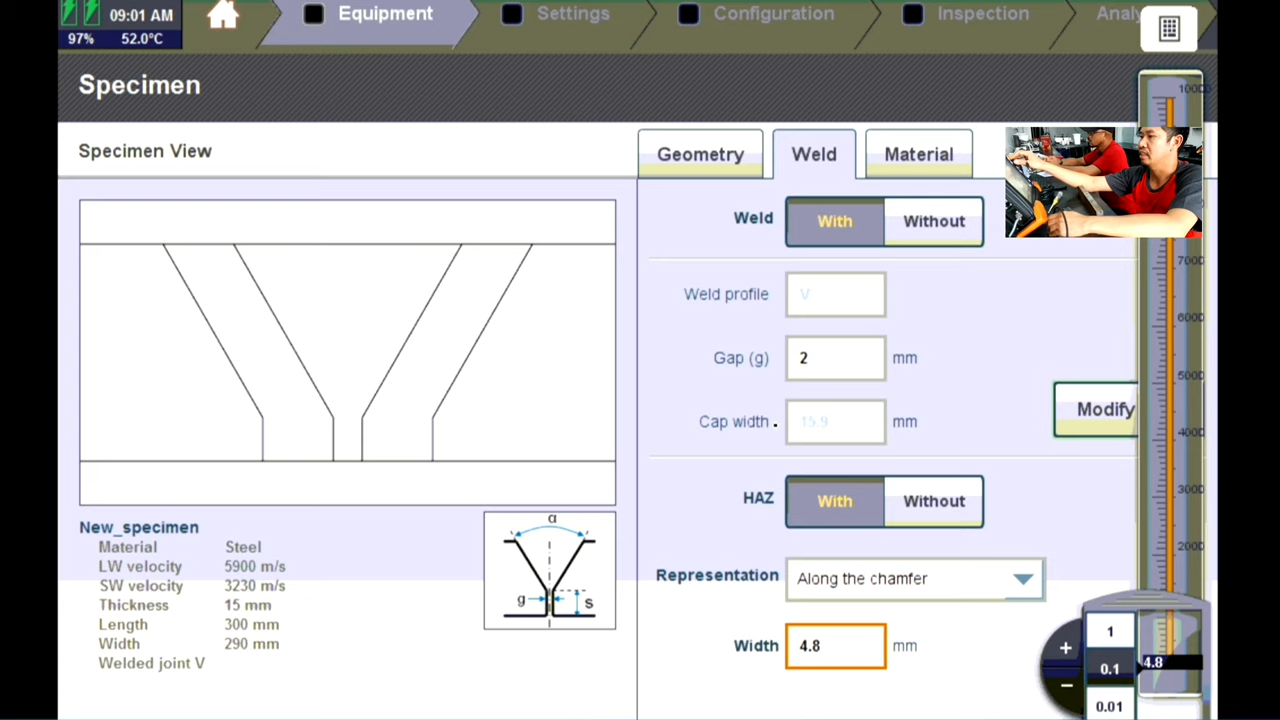 09:01 AM
97% 52.0°C
Equipment
Settings
Configuration
Inspection
Specimen
10000
Specimen View
Geometry
Weld
Material
Weld With Without
7000
Weld profile V
6000
Gap (g) 2 mm
5000
Modify
Cap width 15.9 mm
4000
HAZ With Without
3000
New_specimen
Material Steel
LW velocity 5900 m/s
SW velocity 3230 m/s
Thickness 15 mm
Length 300 mm
Width 290 mm
Welded joint V
α
g
s
2000
Representation Along the chamfer
Width 4.8 mm
+ 1
0.1 4.8
- 0.01